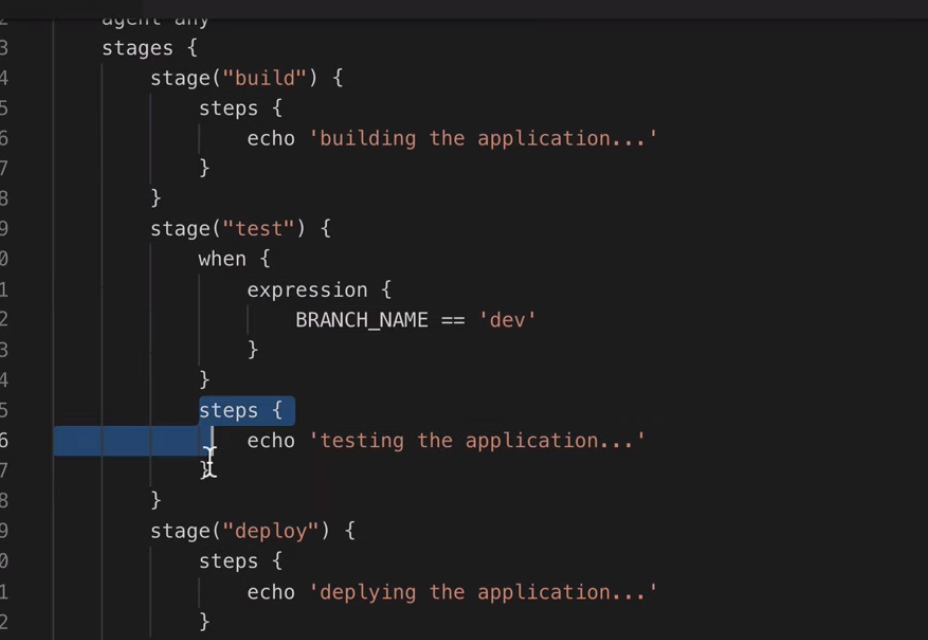 2 agent any
3 stages {
4 stage("build") {
5 steps {
6 echo 'building the application...'
7 }
8 }
9 stage("test") {
0 when {
1 expression {
2 BRANCH_NAME == 'dev'
3 }
4 }
5 steps {
6 echo 'testing the application...'
7 }
8 }
9 stage("deploy") {
0 steps {
1 echo 'deplying the application...'
2 }